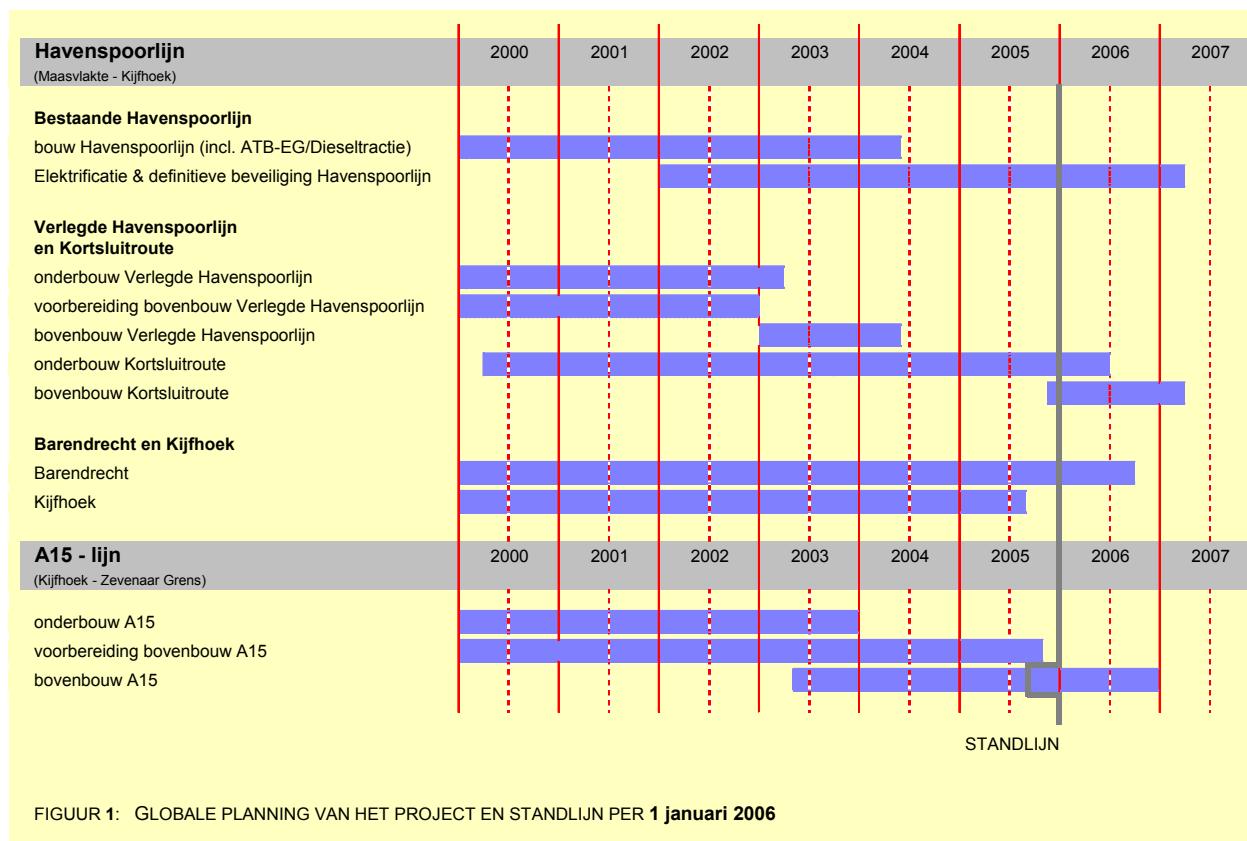 Havenspoorlijn 2000 2001 2002 2003 2004 2005 2006 2007
(Maasvlakte - Kijfhoek)
Bestaande Havenspoorlijn
bouw Havenspoorlijn (incl. ATB-EG/Dieseltractie)
Elektrificatie & definitieve beveiliging Havenspoorlijn
Verlegde Havenspoorlijn
en Kortsluitroute
onderbouw Verlegde Havenspoorlijn
voorbereiding bovenbouw Verlegde Havenspoorlijn
bovenbouw Verlegde Havenspoorlijn
onderbouw Kortsluitroute
bovenbouw Kortsluitroute
Barendrecht en Kijfhoek
Barendrecht
Kijfhoek
A15 - lijn 2000 2001 2002 2003 2004 2005 2006 2007
(Kijfhoek - Zevenaar Grens)
onderbouw A15
voorbereiding bovenbouw A15
bovenbouw A15
STANDLIJN
FIGUUR 1: GLOBALE PLANNING VAN HET PROJECT EN STANDLIJN PER 1 januari 2006